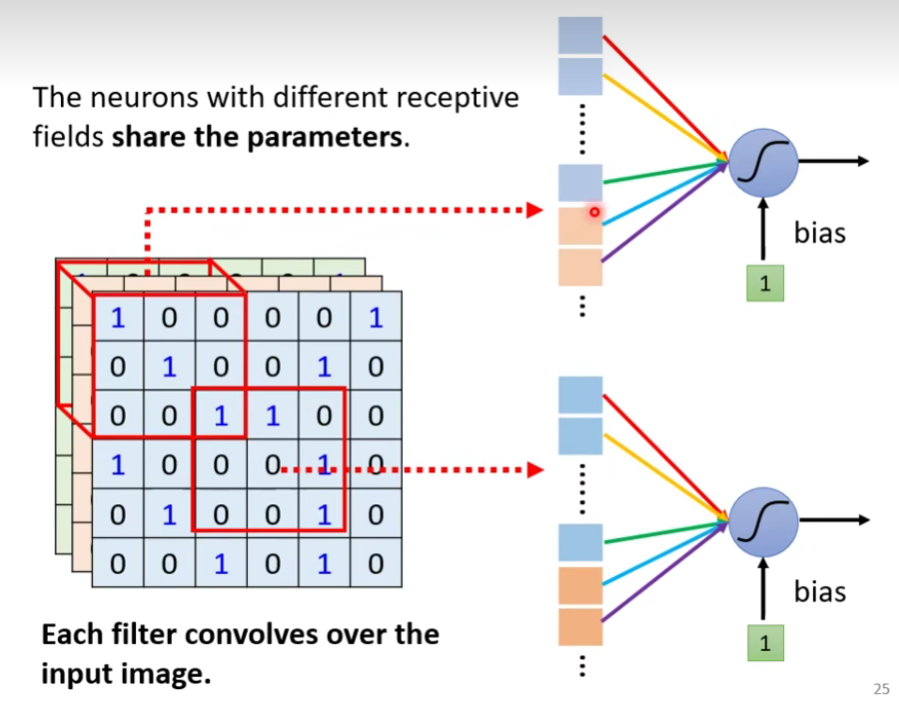 The neurons with different receptive
fields share the parameters.
bias
1
1 0 0 0 0 1
0 1 0 0 1 0
0 0 1 1 0 0
1 0 0 0 1 0
0 1 0 0 1 0
0 0 1 0 1 0
bias
1
Each filter convolves over the
input image.
25